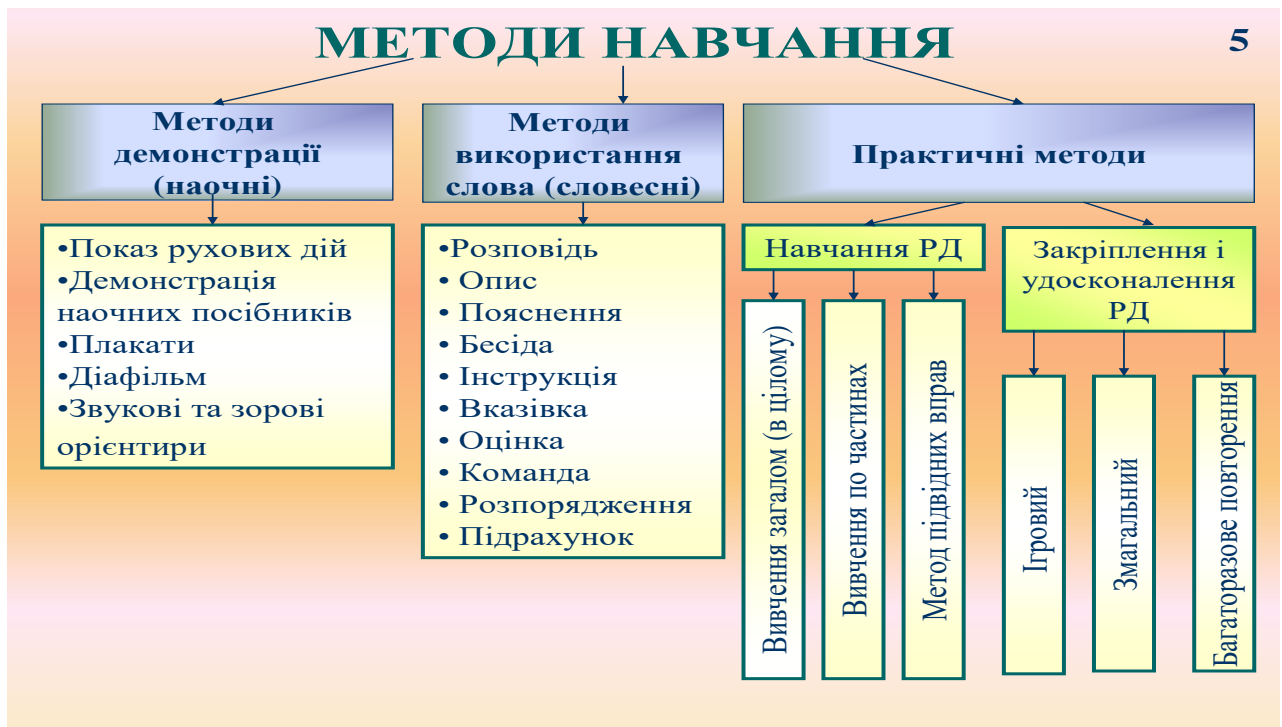 МЕТОДИ НАВЧАННЯ
5
Методи
демонстрації
(наочні)
•Показ рухових дій
•Демонстрація
наочних посібників
•Плакати
•Діафільм
•Звукові та зорові
орієнтири
Методи
використання
слова (словесні)
•Розповідь
• Опис
• Пояснення
• Бесіда
• Інструкція
• Вказівка
• Оцінка
• Команда
• Розпорядження
• Підрахунок
Практичні методи
Навчання РД
Вивчення загалом (в цілому)
Вивчення по частинах
Метод підвідних вправ
Закріплення і
удосконалення
РД
Ігровий
Змагальний
Багаторазове повторення